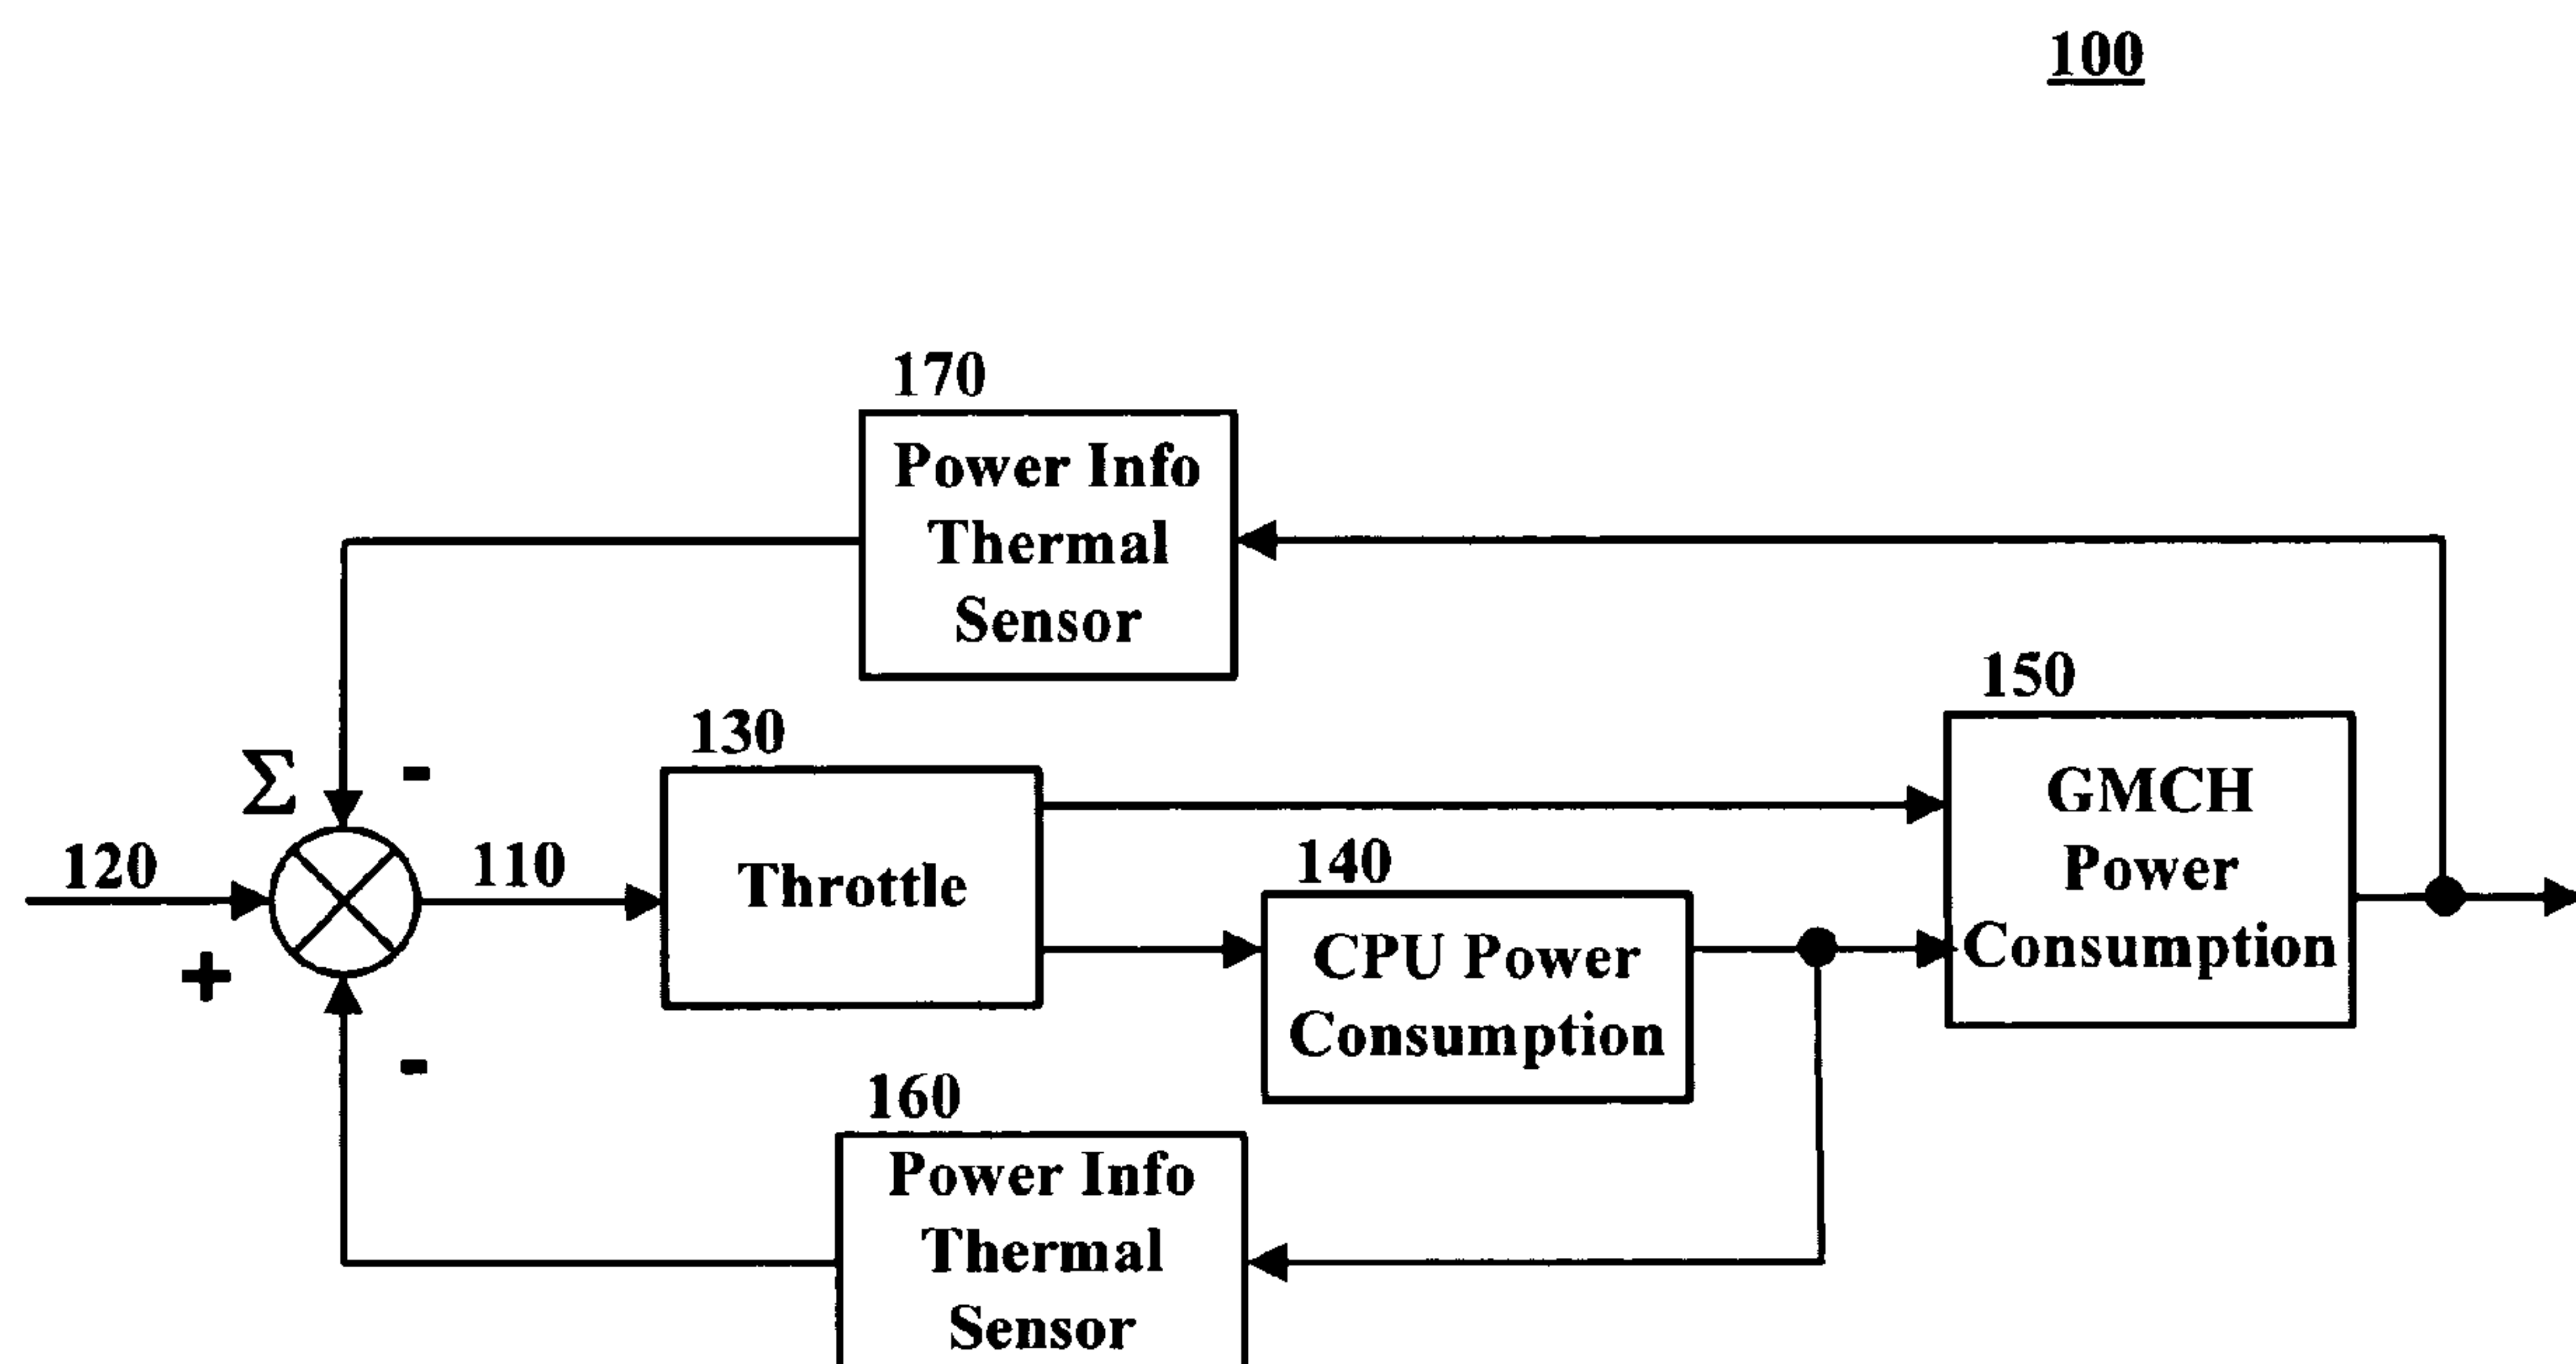 100
170
Power Info
Thermal
Sensor
150
GMCH
Power
Consumption
130
Throttle
Σ
-
120
110
+
140
CPU Power
Consumption
-
160
Power Info
Thermal
Sensor